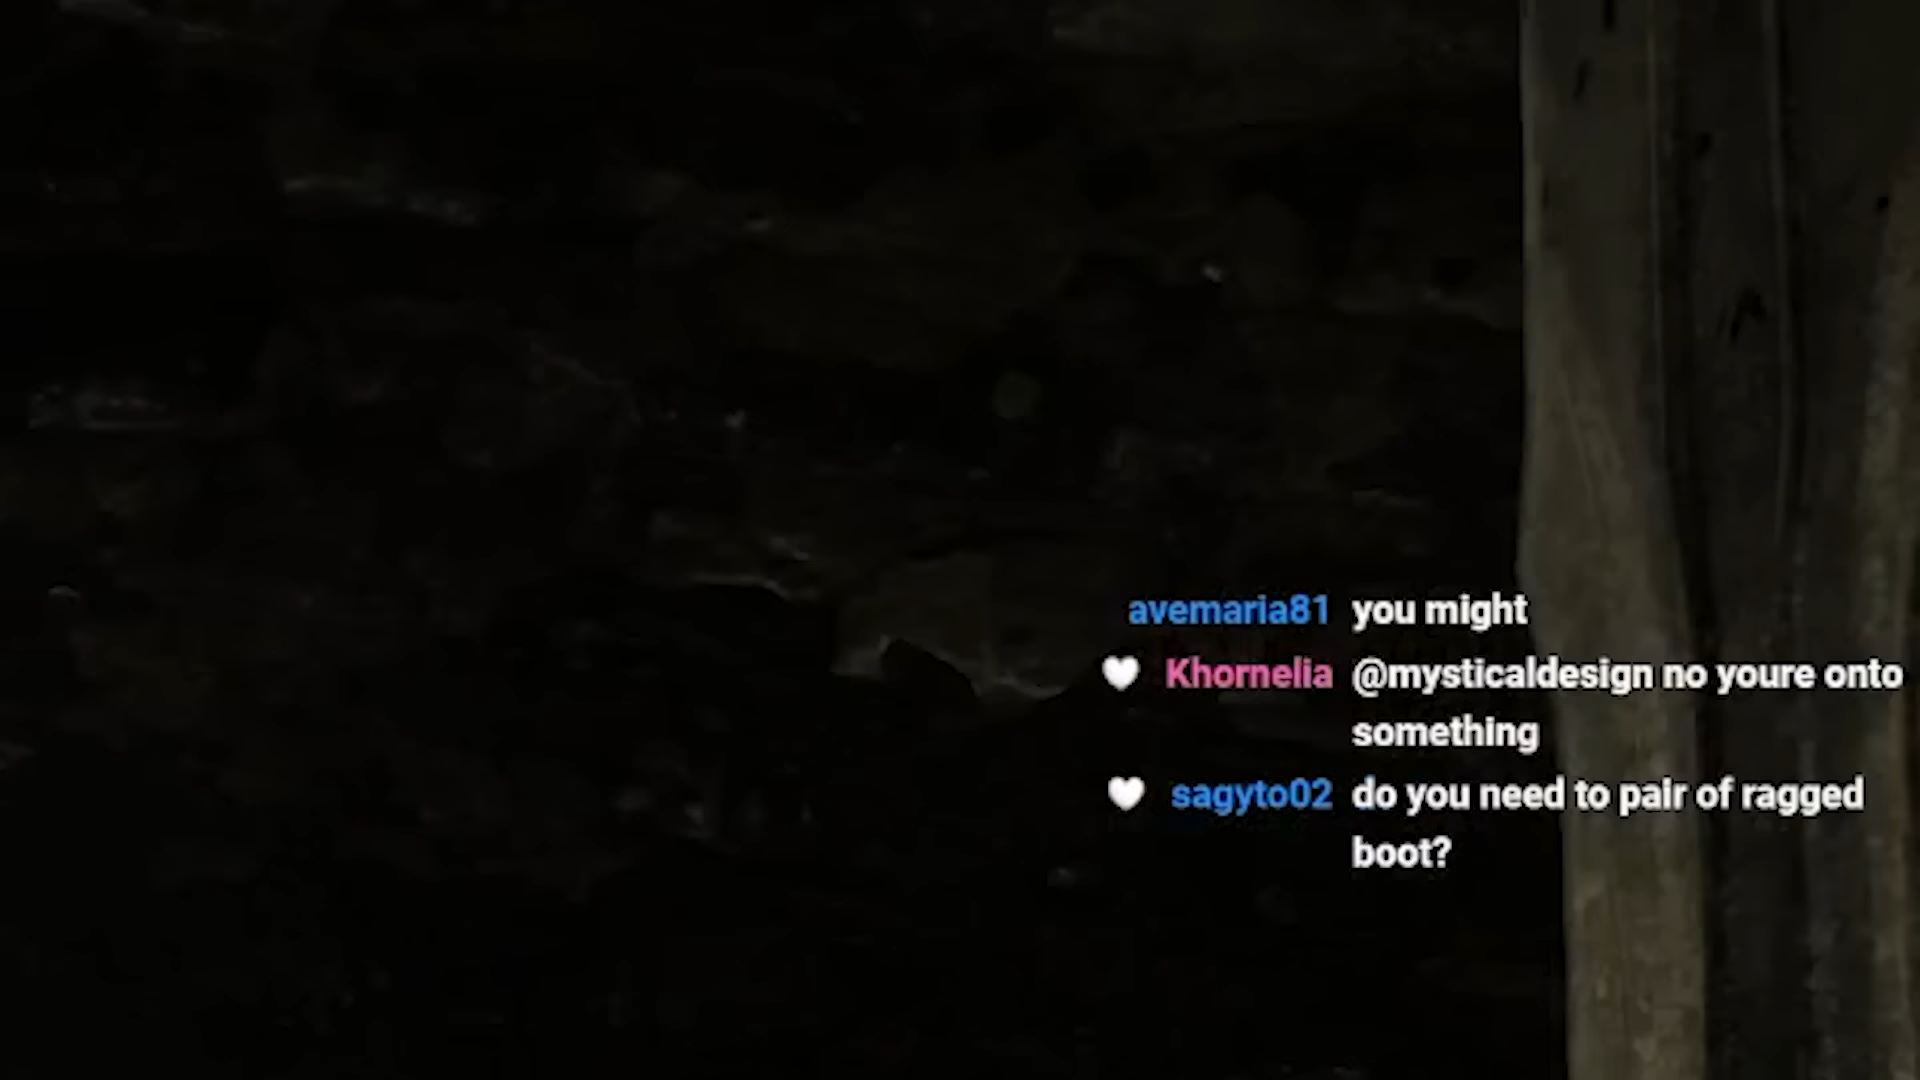 avemaria81 you might
Khornelia @mysticaldesign no youre onto
something
sagyto02 do you need to pair of ragged
boot?